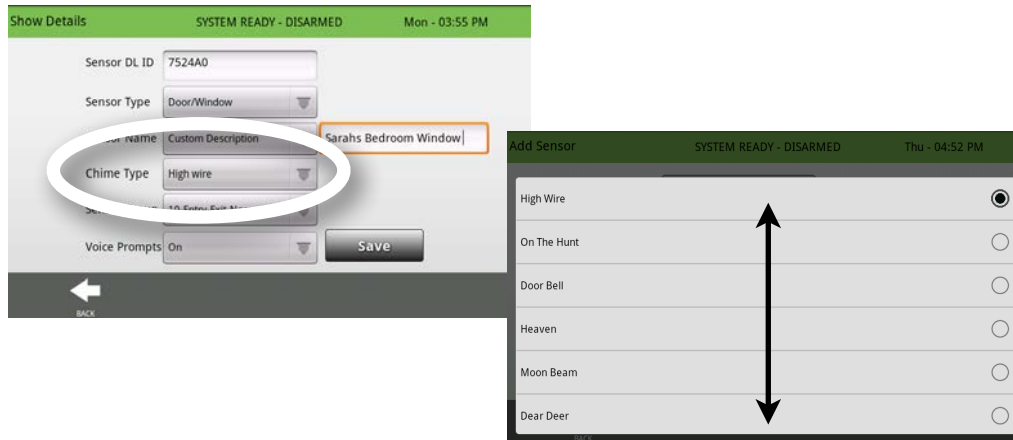 Show Details SYSTEM READY - DISARMED Mon - 03:55 PM
Sensor DL ID 7524A0
Sensor Type Door/Window
Name Custom Description Sarahs Bedroom Window
Chime Type High wire
Voice Prompts On Save
BACK
Add Sensor SYSTEM READY - DISARMED Thu - 04:52 PM
High Wire
On The Hunt
Door Bell
Heaven
Moon Beam
Dear Deer
BACK